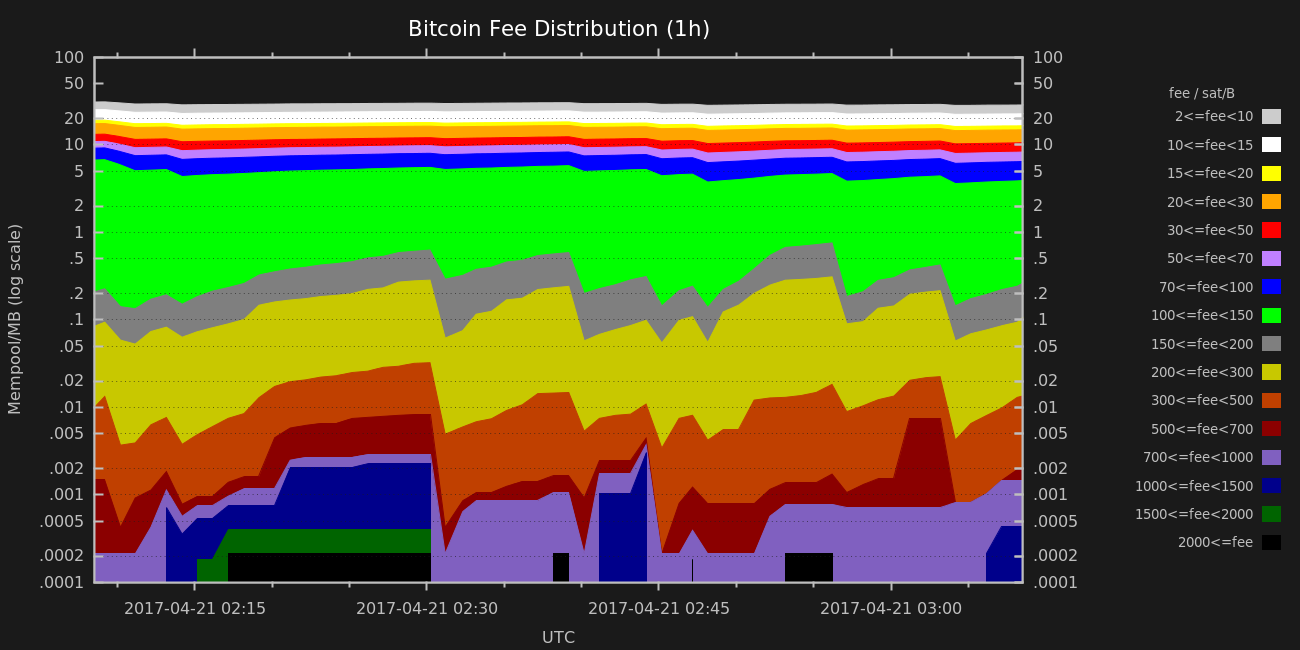 Bitcoin Fee Distribution (1h)
100
50
20
10
5
2
1
.5
.2
.1
.05
.02
.01
.005
.002
.001
.0005
.0002
.0001
Mempool/MB (log scale)
100
50
20
10
5
2
1
.5
.2
.1
.05
.02
.01
.005
.002
.001
.0005
.0002
.0001
2017-04-21 02:15
2017-04-21 02:30
2017-04-21 02:45
2017-04-21 03:00
UTC
fee / sat/B
2<=fee<10
10<=fee<15
15<=fee<20
20<=fee<30
30<=fee<50
50<=fee<70
70<=fee<100
100<=fee<150
150<=fee<200
200<=fee<300
300<=fee<500
500<=fee<700
700<=fee<1000
1000<=fee<1500
1500<=fee<2000
2000<=fee